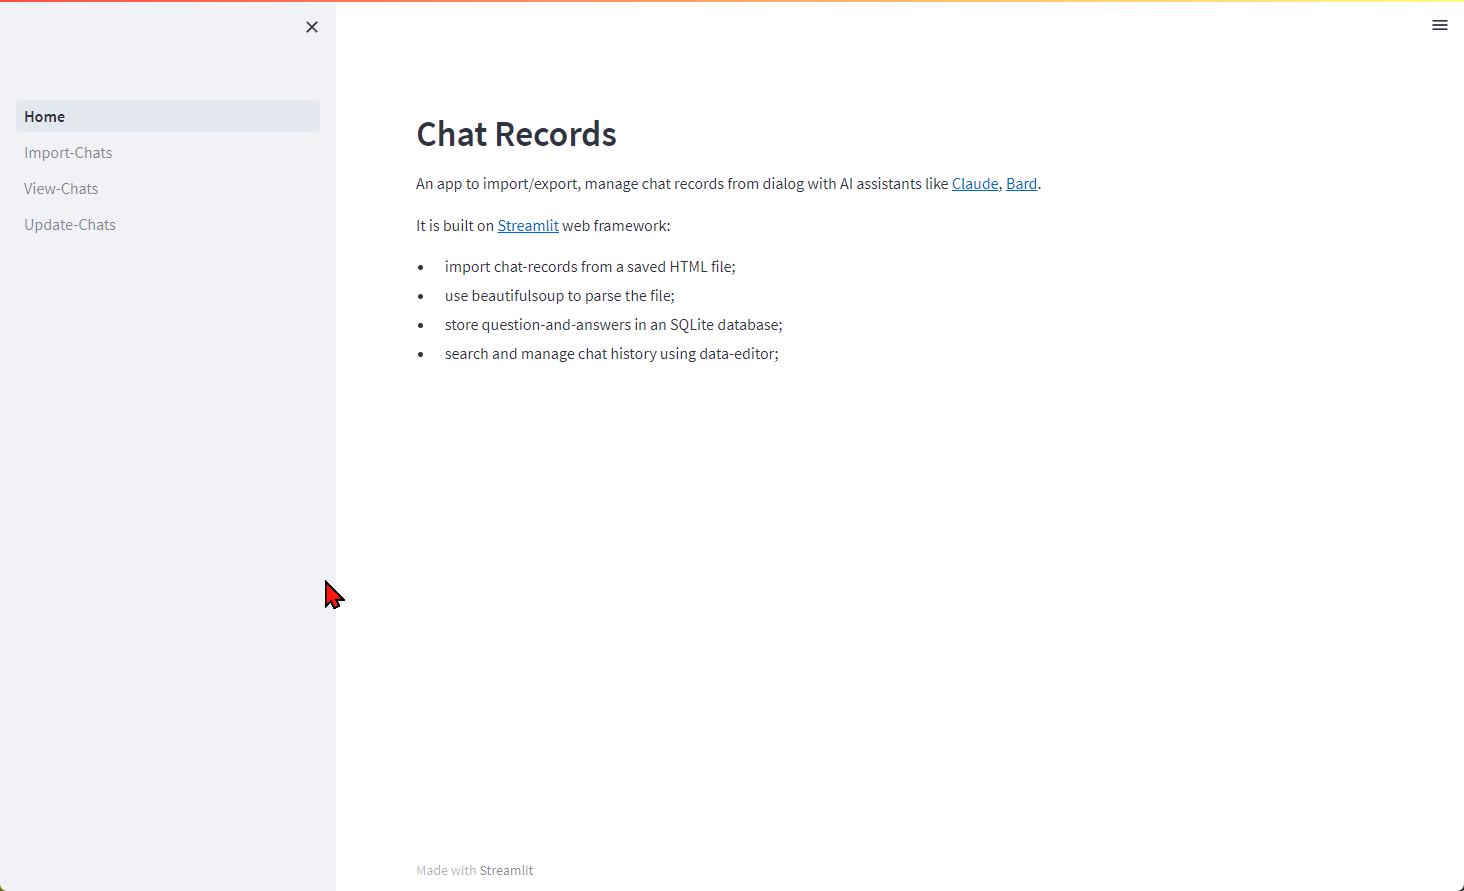 Home
Import-Chats
View-Chats
Update-Chats
Chat Records
An app to import/export, manage chat records from dialog with AI assistants like Claude, Bard.
It is built on Streamlit web framework:
• import chat-records from a saved HTML file;
• use beautifulsoup to parse the file;
• store question-and-answers in an SQLite database;
• search and manage chat history using data-editor;
Made with Streamlit